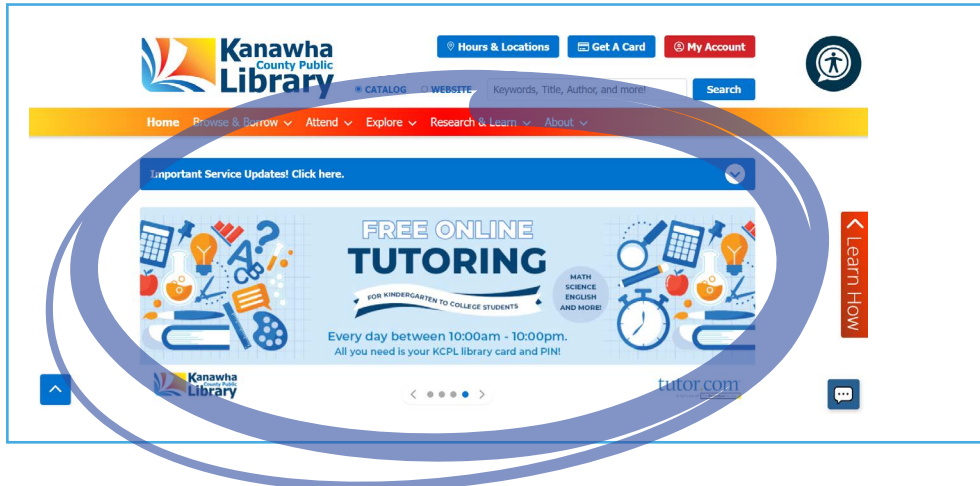 Kanawha
County Public
Library
Hours & Locations
Get A Card
My Account
CATALOG
WEBSITE
Keywords, Title, Author, and more!
Search
Home
Browse & Borrow
Attend
Explore
Research & Learn
About
Important Service Updates! Click here.
FREE ONLINE
TUTORING
FOR KINDERGARTEN TO COLLEGE STUDENTS
MATH
SCIENCE
ENGLISH
AND MORE!
Every day between 10:00am - 10:00pm.
All you need is your KCPL library card and PIN!
A
B
C
Learn How
Kanawha
County Public
Library
tutor.com